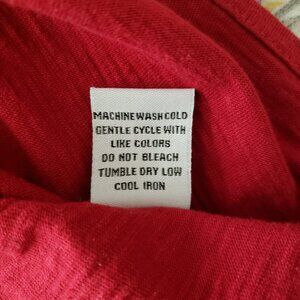 MACHINE WASH COLD
GENTLE CYCLE WITH
LIKE COLORS
DO NOT BLEACH
TUMBLE DRY LOW
COOL IRON